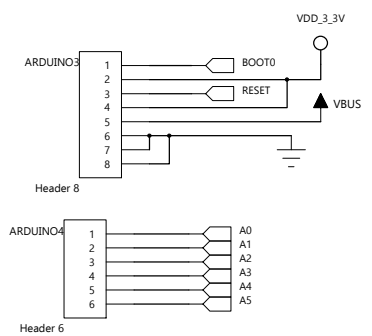 VDD_3_3V
ARDUINO3
1 BOOT0
2
3 RESET
4
5 VBUS
6
7
8
Header 8
ARDUINO4
1 A0
2 A1
3 A2
4 A3
5 A4
6 A5
Header 6